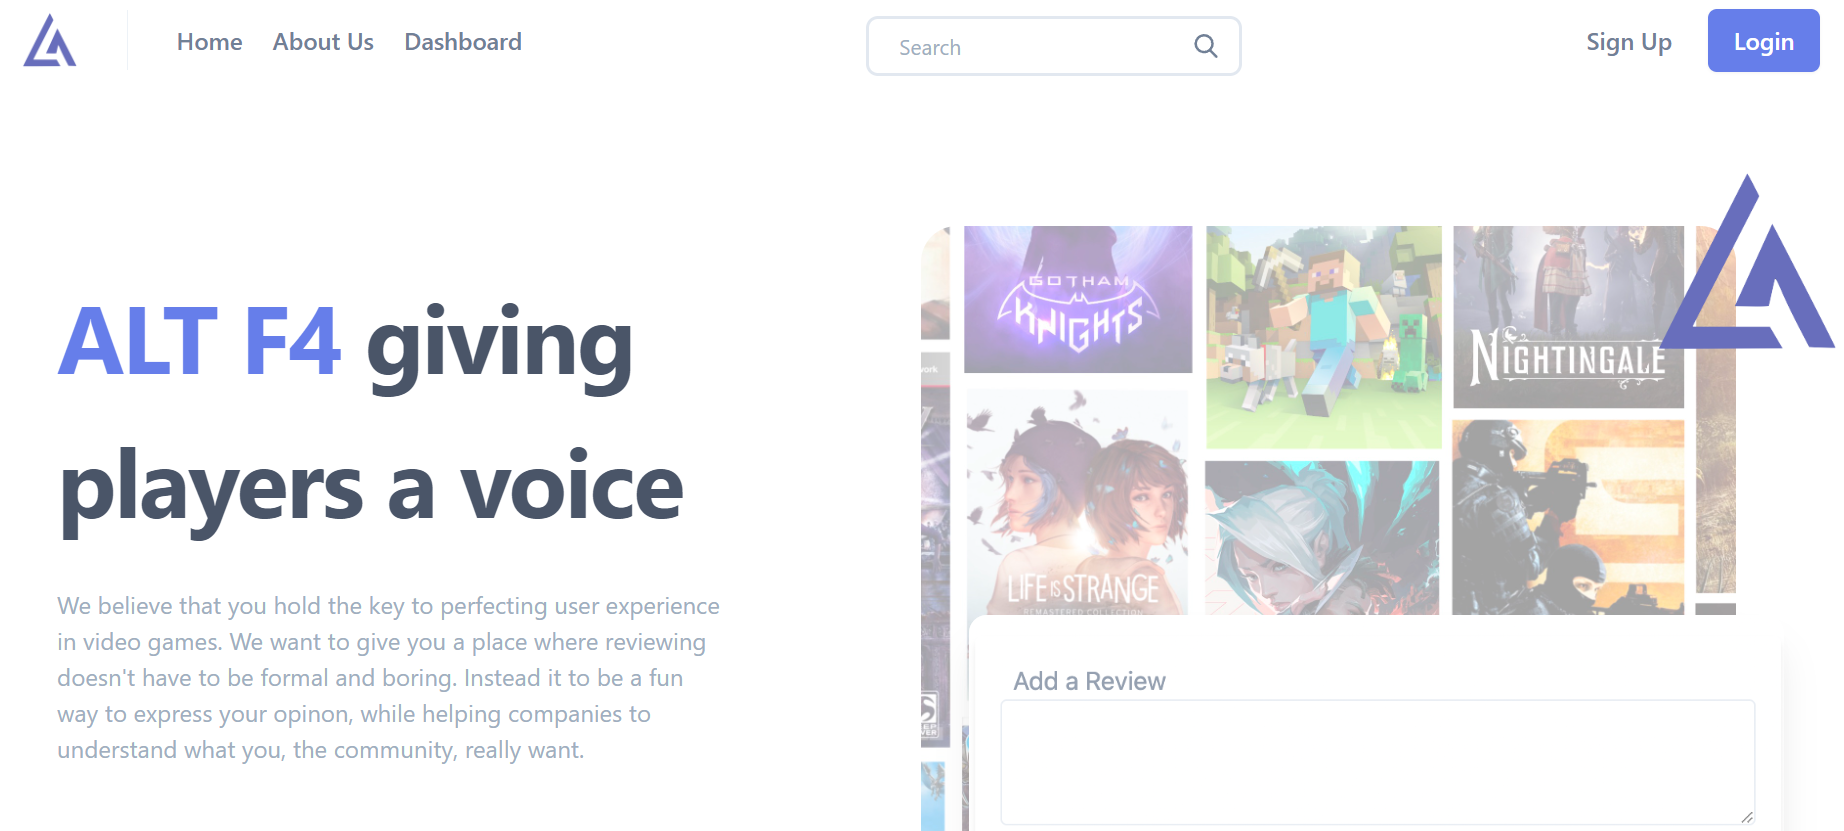 Home
About Us
Dashboard
Search
Sign Up
Login
ALT F4 giving
players a voice
We believe that you hold the key to perfecting user experience
in video games. We want to give you a place where reviewing
doesn't have to be formal and boring. Instead it to be a fun
way to express your opinon, while helping companies to
understand what you, the community, really want.
GOTHAM
KNIGHTS
NIGHTINGALE
LIFE IS STRANGE
REMASTERED COLLECTION
Add a Review